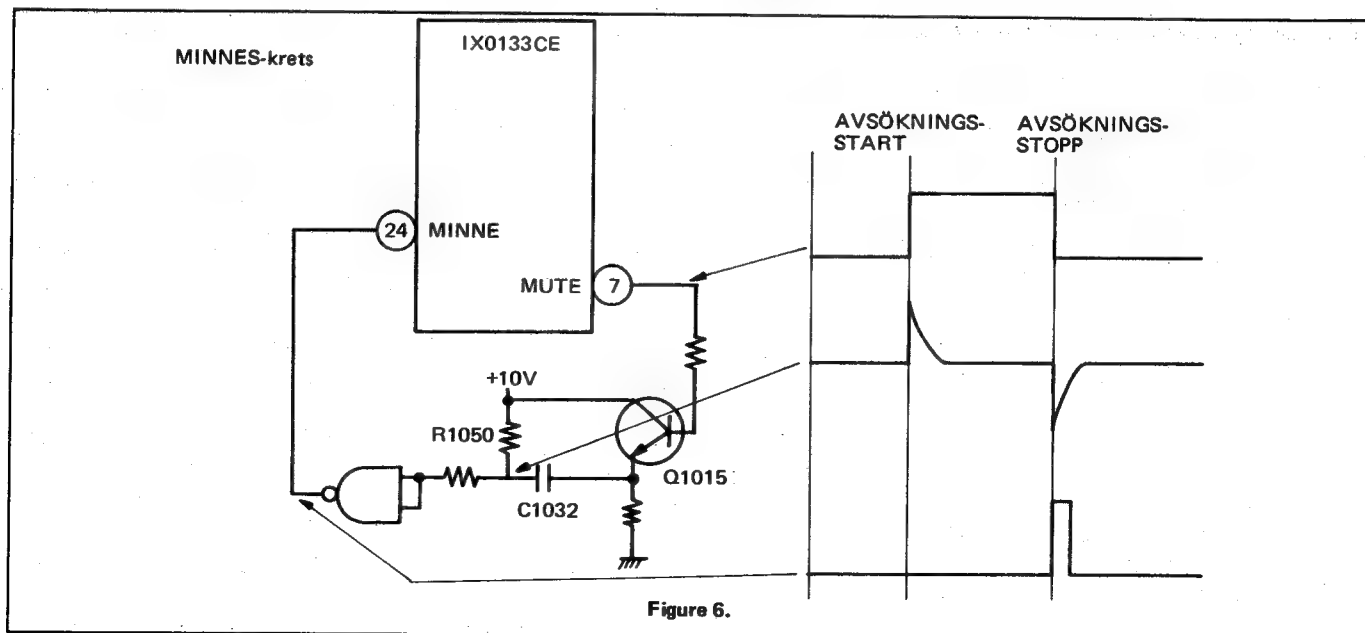 IX0133CE
MINNES-krets
AVSÖKNINGS-
START
AVSÖKNINGS-
STOPP
24 MINNE
MUTE 7
+10V
R1050
Q1015
C1032
Figure 6.